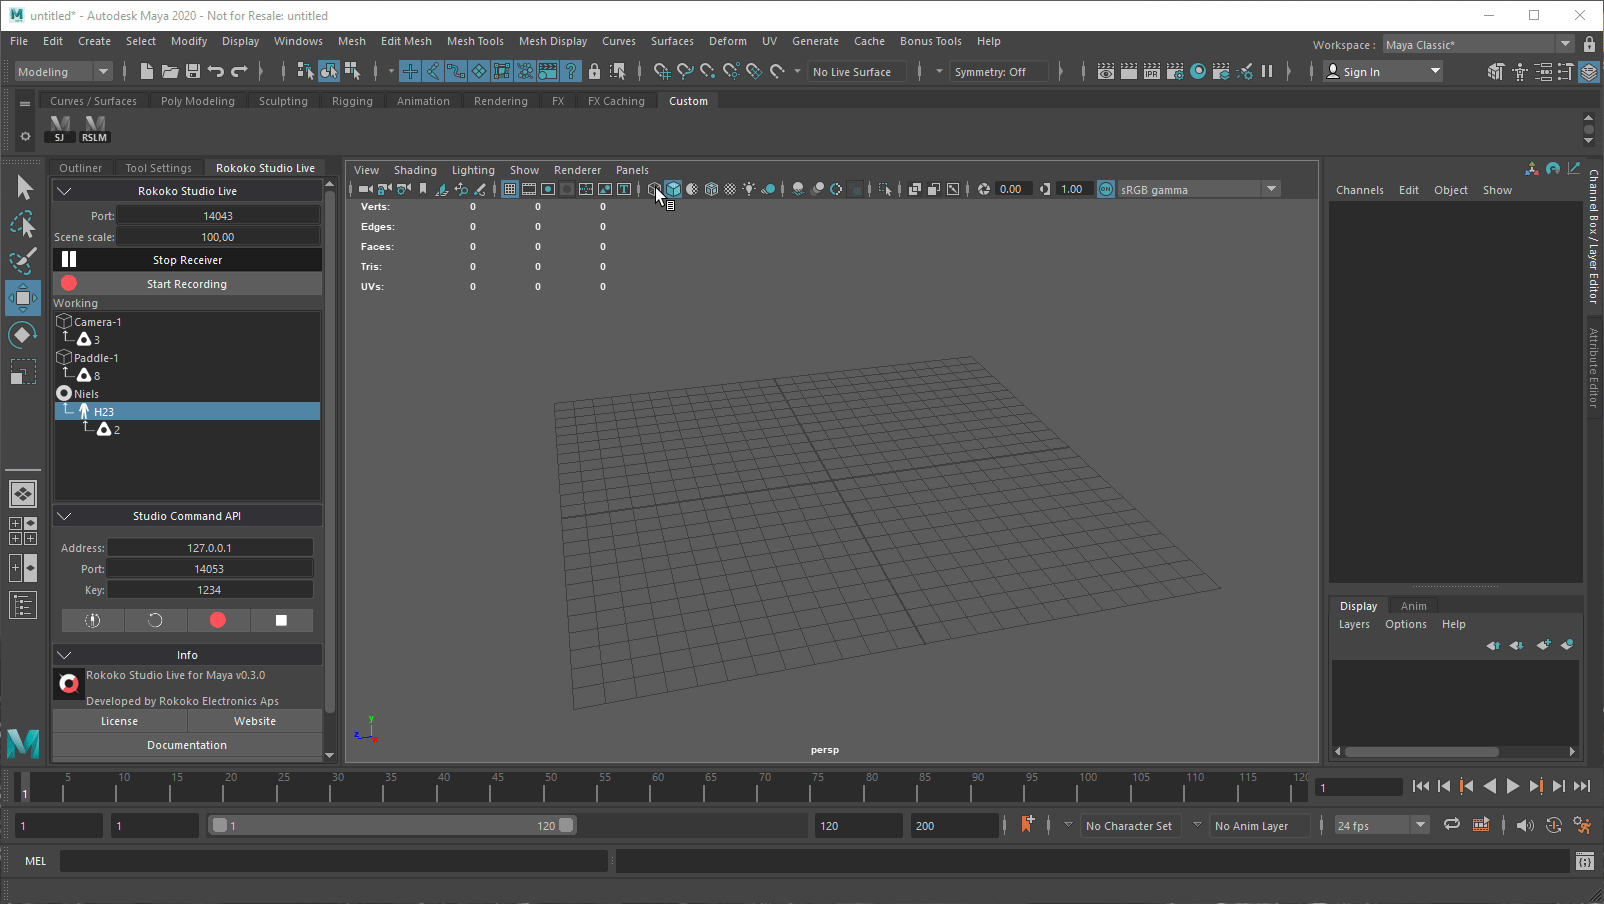 untitled* - Autodesk Maya 2020 - Not for Resale: untitled
File Edit Create Select Modify Display Windows Mesh Edit Mesh Mesh Tools Mesh Display Curves Surfaces Deform UV Generate Cache Bonus Tools Help
Workspace : Maya Classic*
Modeling No Live Surface Symmetry: Off IPR Sign In
Curves / Surfaces Poly Modeling Sculpting Rigging Animation Rendering FX FX Caching Custom
SJ RSLM
Outliner Tool Settings Rokoko Studio Live
View Shading Lighting Show Renderer Panels
0.00 1.00 ON sRGB gamma
Rokoko Studio Live
Port: 14043
Scene scale: 100,00
Stop Receiver
Start Recording
Working
Camera-1
3
Paddle-1
8
Niels
H23
2
Studio Command API
Address: 127.0.0.1
Port: 14053
Key: 1234
Info
Rokoko Studio Live for Maya v0.3.0
Developed by Rokoko Electronics Aps
License Website
Documentation
Verts: 0 0 0
Edges: 0 0 0
Faces: 0 0 0
Tris: 0 0 0
UVs: 0 0 0
y
z x
persp
Channels Edit Object Show
Channel Box / Layer Editor
Attribute Editor
Display Anim
Layers Options Help
5 10 15 20 25 30 35 40 45 50 55 60 65 70 75 80 85 90 95 100 105 110 115 120
1 1
1 1 1 120 120 200 No Character Set No Anim Layer 24 fps
MEL